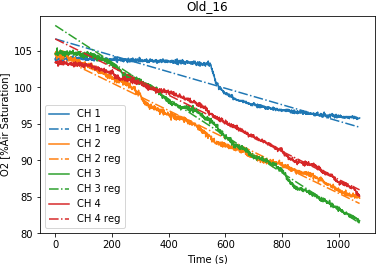 Old_16
O2 [%Air Saturation]
105
100
95
90
85
80
CH 1
CH 1 reg
CH 2
CH 2 reg
CH 3
CH 3 reg
CH 4
CH 4 reg
0
200
400
600
800
1000
Time (s)